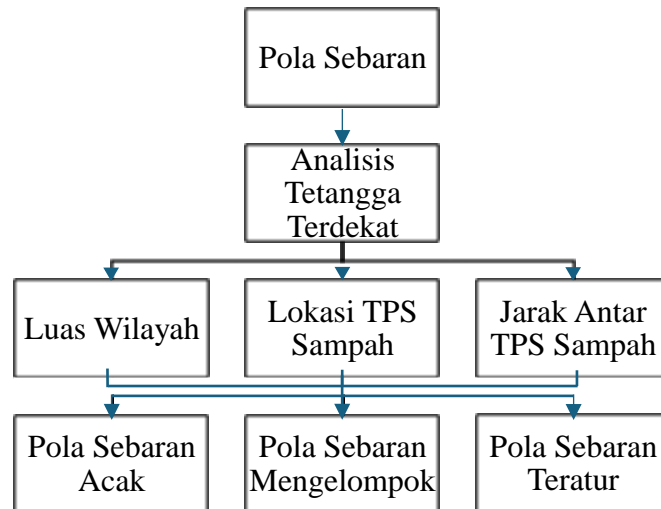 Pola Sebaran
Analisis
Tetangga
Terdekat
Luas Wilayah
Lokasi TPS
Sampah
Jarak Antar
TPS Sampah
Pola Sebaran
Acak
Pola Sebaran
Mengelompok
Pola Sebaran
Teratur